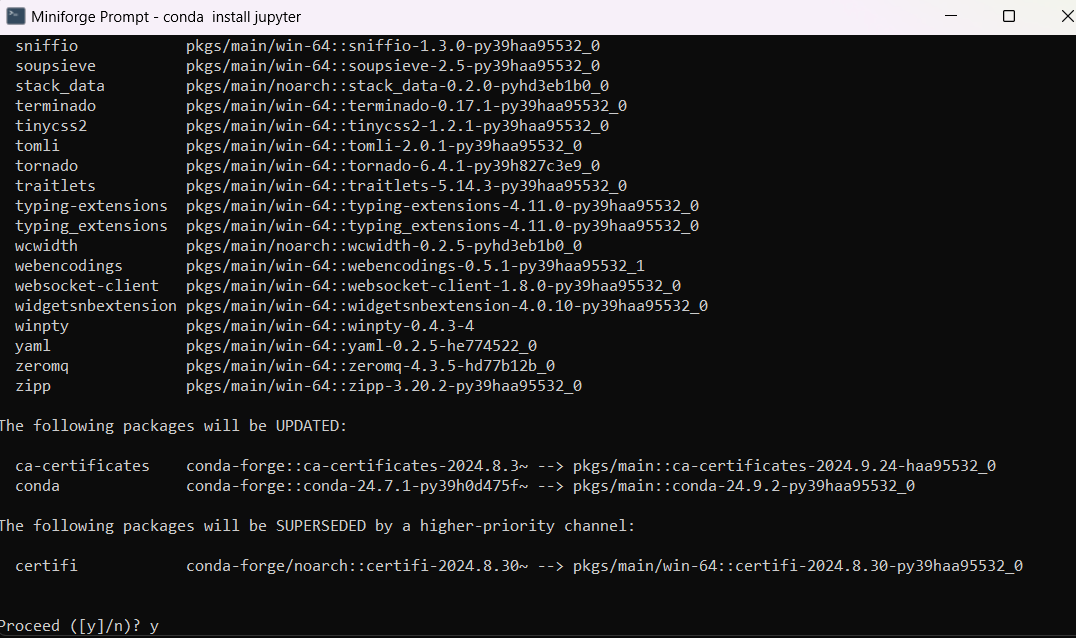 Miniforge Prompt - conda  install jupyter
sniffio            pkgs/main/win-64::sniffio-1.3.0-py39haa95532_0
soupsieve          pkgs/main/win-64::soupsieve-2.5-py39haa95532_0
stack_data         pkgs/main/noarch::stack_data-0.2.0-pyhd3eb1b0_0
terminado          pkgs/main/win-64::terminado-0.17.1-py39haa95532_0
tinycss2           pkgs/main/win-64::tinycss2-1.2.1-py39haa95532_0
tomli              pkgs/main/win-64::tomli-2.0.1-py39haa95532_0
tornado            pkgs/main/win-64::tornado-6.4.1-py39h827c3e9_0
traitlets          pkgs/main/win-64::traitlets-5.14.3-py39haa95532_0
typing-extensions  pkgs/main/win-64::typing-extensions-4.11.0-py39haa95532_0
typing_extensions  pkgs/main/win-64::typing_extensions-4.11.0-py39haa95532_0
wcwidth            pkgs/main/noarch::wcwidth-0.2.5-pyhd3eb1b0_0
webencodings       pkgs/main/win-64::webencodings-0.5.1-py39haa95532_1
websocket-client   pkgs/main/win-64::websocket-client-1.8.0-py39haa95532_0
widgetsnbextension pkgs/main/win-64::widgetsnbextension-4.0.10-py39haa95532_0
winpty             pkgs/main/win-64::winpty-0.4.3-4
yaml               pkgs/main/win-64::yaml-0.2.5-he774522_0
zeromq             pkgs/main/win-64::zeromq-4.3.5-hd77b12b_0
zipp               pkgs/main/win-64::zipp-3.20.2-py39haa95532_0
The following packages will be UPDATED:
ca-certificates    conda-forge::ca-certificates-2024.8.3~ --> pkgs/main::ca-certificates-2024.9.24-haa95532_0
conda              conda-forge::conda-24.7.1-py39h0d475f~ --> pkgs/main::conda-24.9.2-py39haa95532_0
The following packages will be SUPERSEDED by a higher-priority channel:
certifi            conda-forge/noarch::certifi-2024.8.30~ --> pkgs/main/win-64::certifi-2024.8.30-py39haa95532_0
Proceed ([y]/n)? y